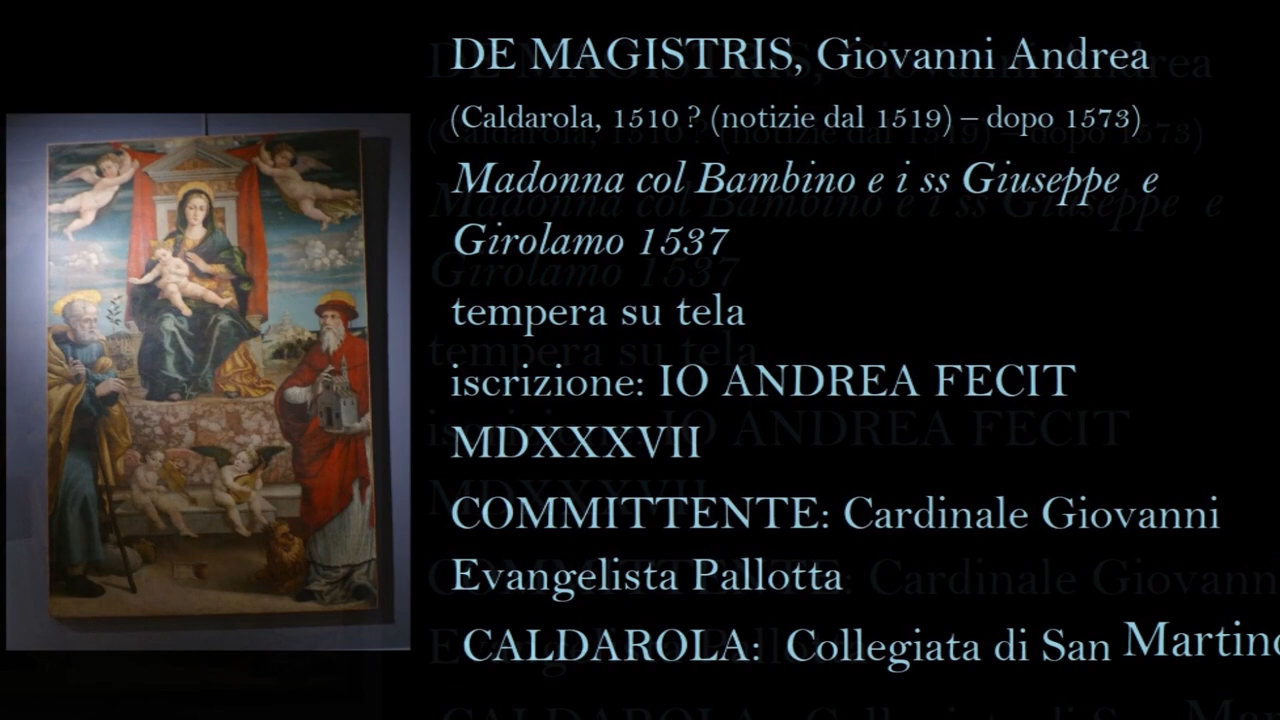 DE MAGISTRIS, Giovanni Andrea
(Caldarola, 1510 ? (notizie dal 1519) – dopo 1573)
Madonna col Bambino e i ss Giuseppe e
Girolamo 1537
tempera su tela
iscrizione: IO ANDREA FECIT
MDXXXVII
COMMITTENTE: Cardinale Giovanni
Evangelista Pallotta
CALDAROLA: Collegiata di San Martino